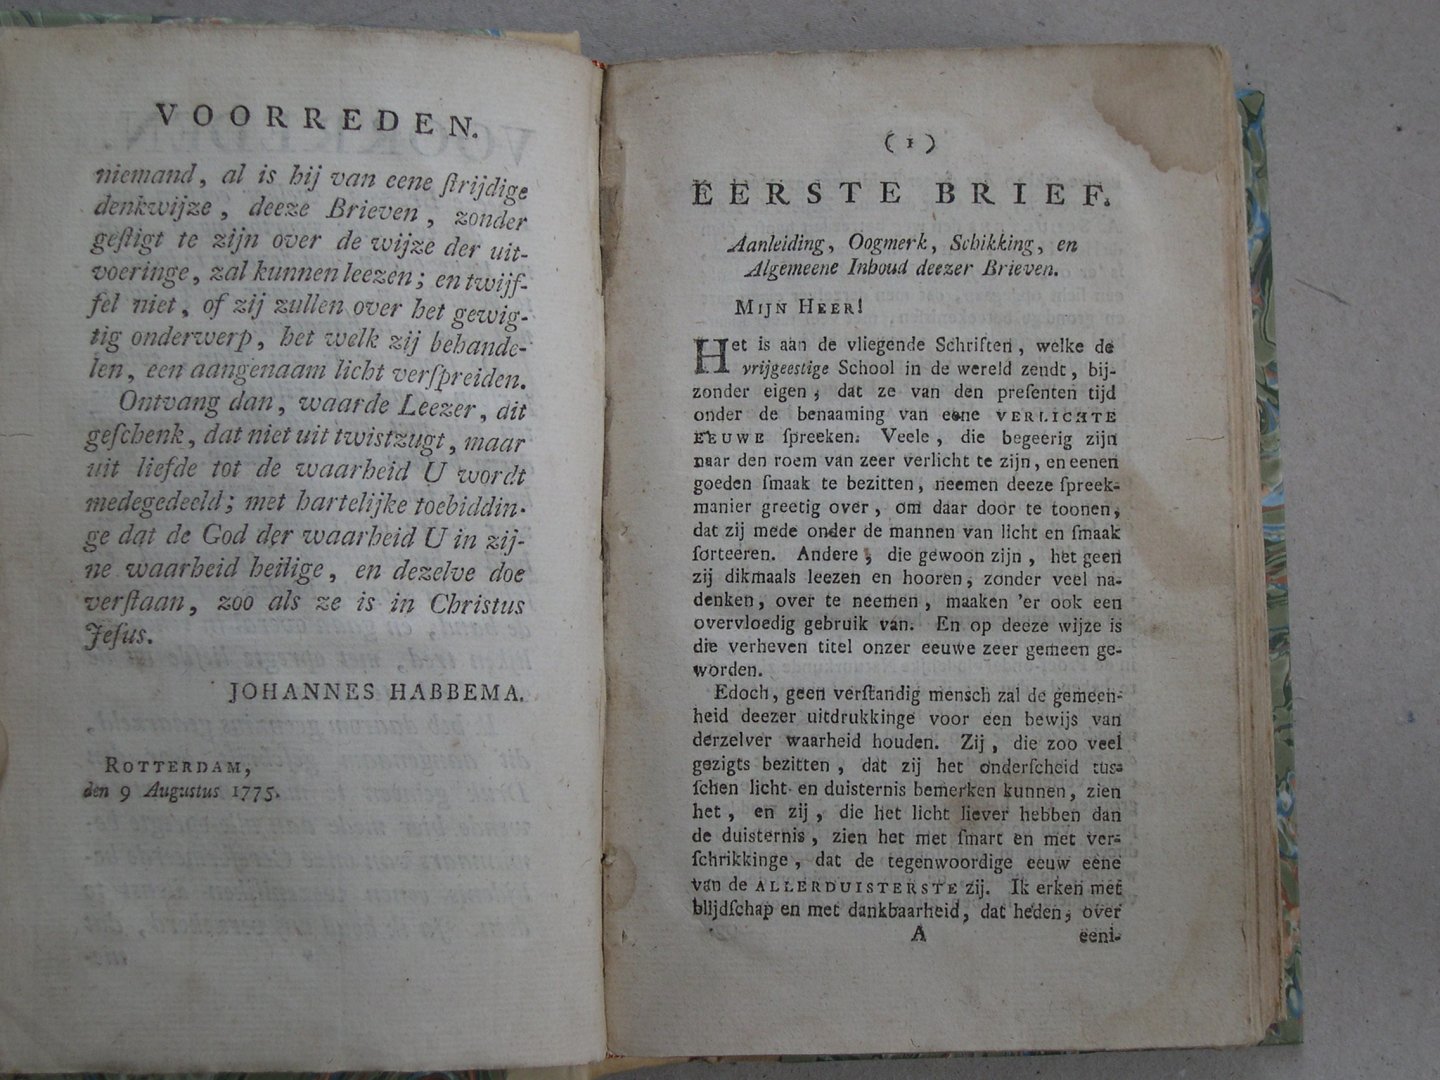 VOORREDEN.
niemand, al is hij van eene ſtrijdige
denkwijze, deeze Brieven, zonder
geſtigt te zijn over de wijze der uit-
voeringe, zal kunnen leezen; en twijf-
fel niet, of zij zullen over het gewig-
tig onderwerp, het welk zij behande-
len, een aangenaam licht verſpreiden.
Ontvang dan, waarde Leezer, dit
geſchenk, dat niet uit twistzugt, maar
uit liefde tot de waarheid U wordt
medegedeeld; met hartelijke toebiddin-
ge dat de God der waarheid U in zij-
ne waarheid heilige, en dezelve doe
verſtaan, zoo als ze is in Christus
Jeſus.
JOHANNES HABBEMA.
ROTTERDAM,
den 9 Augustus 1775.
(1)
EERSTE BRIEF.
Aanleiding, Oogmerk, Schikking, en
Algemeene Inhoud deezer Brieven.
MIJN HEER!
Het is aan de vliegende Schriften, welke de
vrijgeestige School in de wereld zendt, bij-
zonder eigen, dat ze van den preſenten tijd
onder de benaaming van eene VERLICHTE
EEUWE ſpreeken. Veele, die begeerig zijn
naar den roem van zeer verlicht te zijn, en eenen
goeden ſmaak te bezitten, neemen deeze ſpreek-
manier greetig over, om daar door te toonen,
dat zij mede onder de mannen van licht en ſmaak
ſorteeren. Andere, die gewoon zijn, het geen
zij dikmaals leezen en hooren, zonder veel na-
denken, over te neemen, maaken 'er ook een
overvloedig gebruik van. En op deeze wijze is
die verheven titel onzer eeuwe zeer gemeen ge-
worden.
Edoch, geen verſtandig mensch zal de gemeen-
heid deezer uitdrukkinge voor een bewijs van
derzelver waarheid houden. Zij, die zoo veel
gezigts bezitten, dat zij het onderſcheid tus-
ſchen licht en duisternis bemerken kunnen, zien
het, en zij, die het licht liever hebben dan
de duisternis, zien het met ſmart en met ver-
ſchrikkinge, dat de tegenwoordige eeuw eene
van de ALLERDUISTERSTE zij. Ik erken met
blijdſchap en met dankbaarheid, dat heden, over
A
eeni-